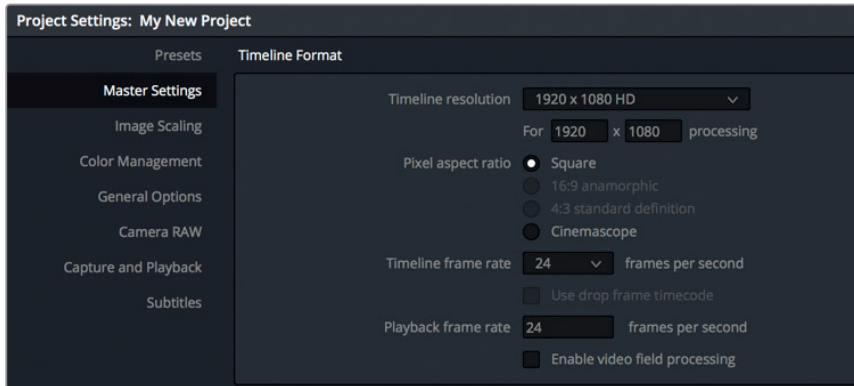 Project Settings: My New Project
Presets
Master Settings
Image Scaling
Color Management
General Options
Camera RAW
Capture and Playback
Subtitles
Timeline Format
Timeline resolution 1920 x 1080 HD
For 1920 x 1080 processing
Pixel aspect ratio Square
16:9 anamorphic
4:3 standard definition
Cinemascope
Timeline frame rate 24 frames per second
Use drop frame timecode
Playback frame rate 24 frames per second
Enable video field processing